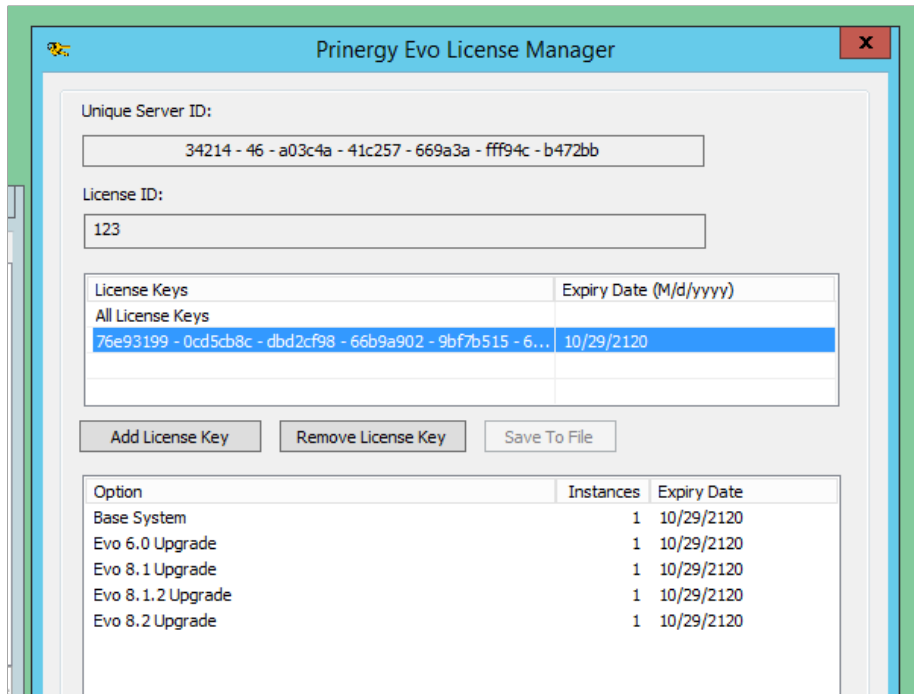 Prinergy Evo License Manager
x
Unique Server ID:
34214 - 46 - a03c4a - 41c257 - 669a3a - fff94c - b472bb
License ID:
123
License Keys Expiry Date (M/d/yyyy)
All License Keys
76e93199 - 0cd5cb8c - dbd2cf98 - 66b9a902 - 9bf7b515 - 6... 10/29/2120
Add License Key Remove License Key Save To File
Option Instances Expiry Date
Base System 1 10/29/2120
Evo 6.0 Upgrade 1 10/29/2120
Evo 8.1 Upgrade 1 10/29/2120
Evo 8.1.2 Upgrade 1 10/29/2120
Evo 8.2 Upgrade 1 10/29/2120